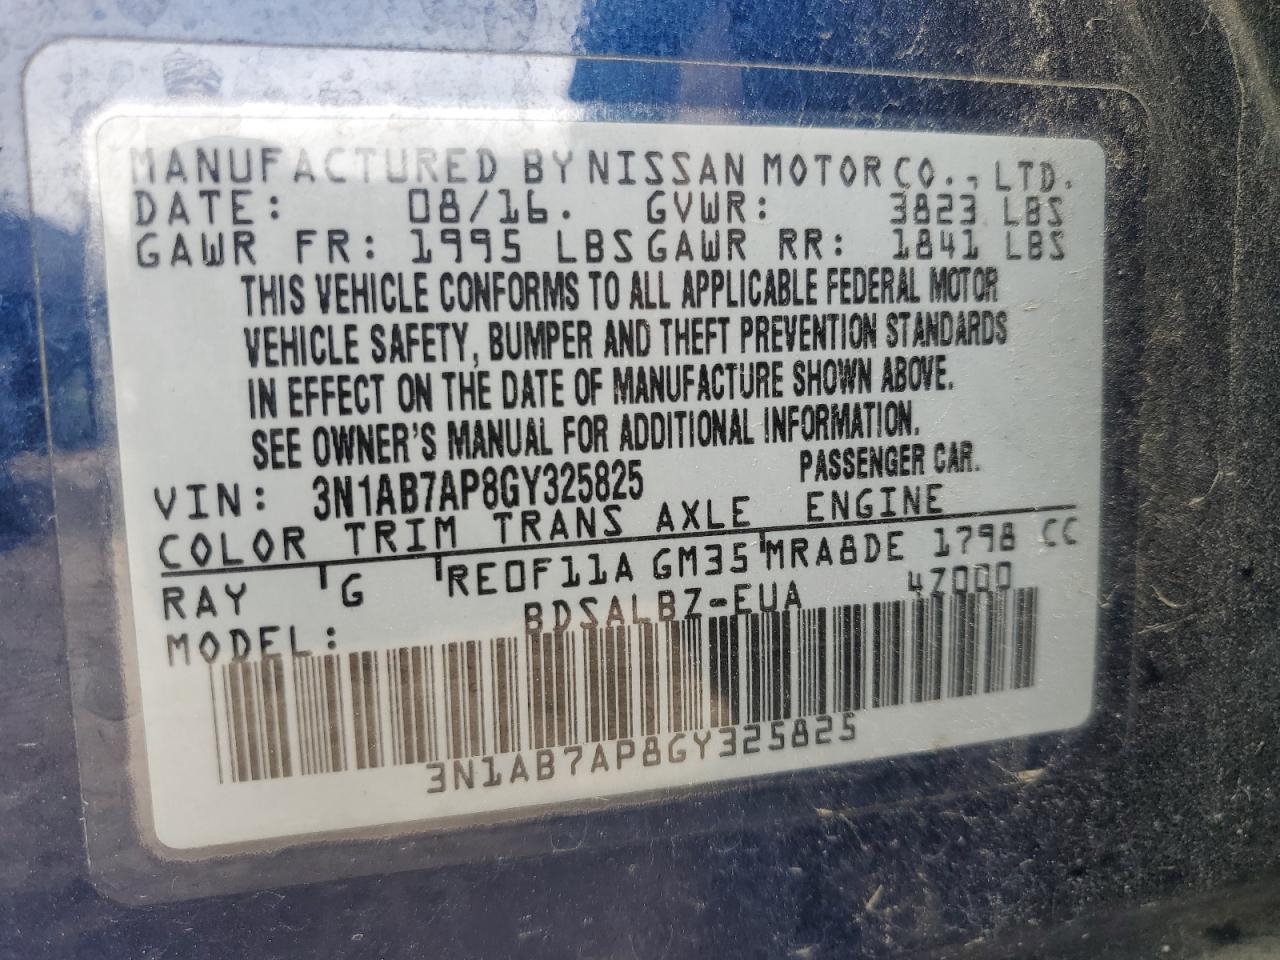 MANUFACTURED BY NISSAN MOTOR CO., LTD.
DATE: 08/16. GVWR: 3823 LBS
GAWR FR: 1995 LBS GAWR RR: 1841 LBS
THIS VEHICLE CONFORMS TO ALL APPLICABLE FEDERAL MOTOR
VEHICLE SAFETY, BUMPER AND THEFT PREVENTION STANDARDS
IN EFFECT ON THE DATE OF MANUFACTURE SHOWN ABOVE.
SEE OWNER'S MANUAL FOR ADDITIONAL INFORMATION.
VIN: 3N1AB7AP8GY325825 PASSENGER CAR.
COLOR TRIM TRANS AXLE ENGINE
RAY G RE0F11A GM35 MRA8DE 1798 CC
MODEL: BDSALBZ-EUA 4Z000
3N1AB7AP8GY325825